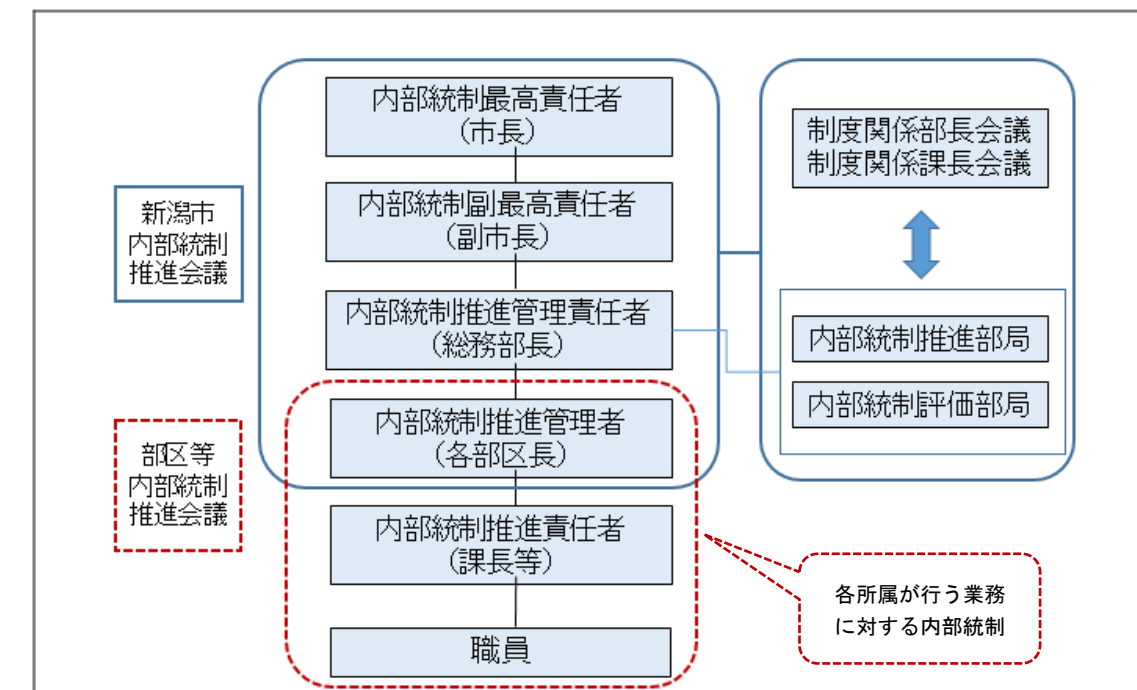 内部統制最高責任者
(市長)
内部統制副最高責任者
(副市長)
内部統制推進管理責任者
(総務部長)
内部統制推進管理者
(各部区長)
内部統制推進責任者
(課長等)
職員
新潟市
内部統制
推進会議
部区等
内部統制
推進会議
制度関係部長会議
制度関係課長会議
内部統制推進部局
内部統制評価部局
各所属が行う業務
に対する内部統制